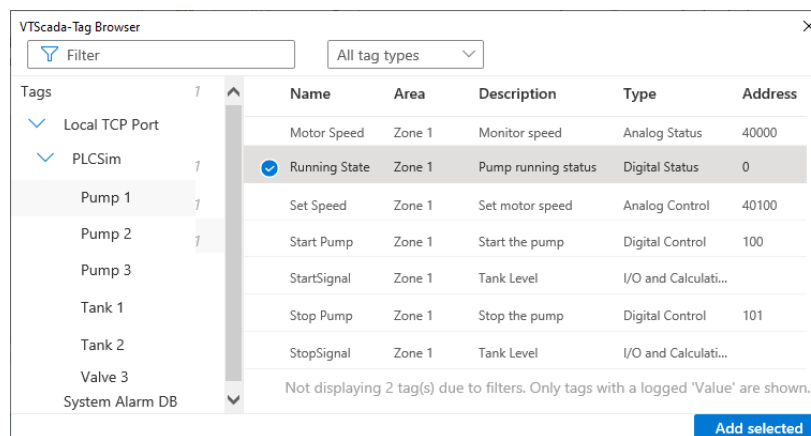 VTScada-Tag Browser
Filter All tag types
Tags 1 Name Area Description Type Address
Local TCP Port
Motor Speed Zone 1 Monitor speed Analog Status 40000
PLCSim 1 Running State Zone 1 Pump running status Digital Status 0
Pump 1 1 Set Speed Zone 1 Set motor speed Analog Control 40100
Pump 2 1 Start Pump Zone 1 Start the pump Digital Control 100
Pump 3 StartSignal Zone 1 Tank Level I/O and Calculati...
Tank 1 Stop Pump Zone 1 Stop the pump Digital Control 101
Tank 2 StopSignal Zone 1 Tank Level I/O and Calculati...
Valve 3
Not displaying 2 tag(s) due to filters. Only tags with a logged 'Value' are shown.
System Alarm DB
Add selected